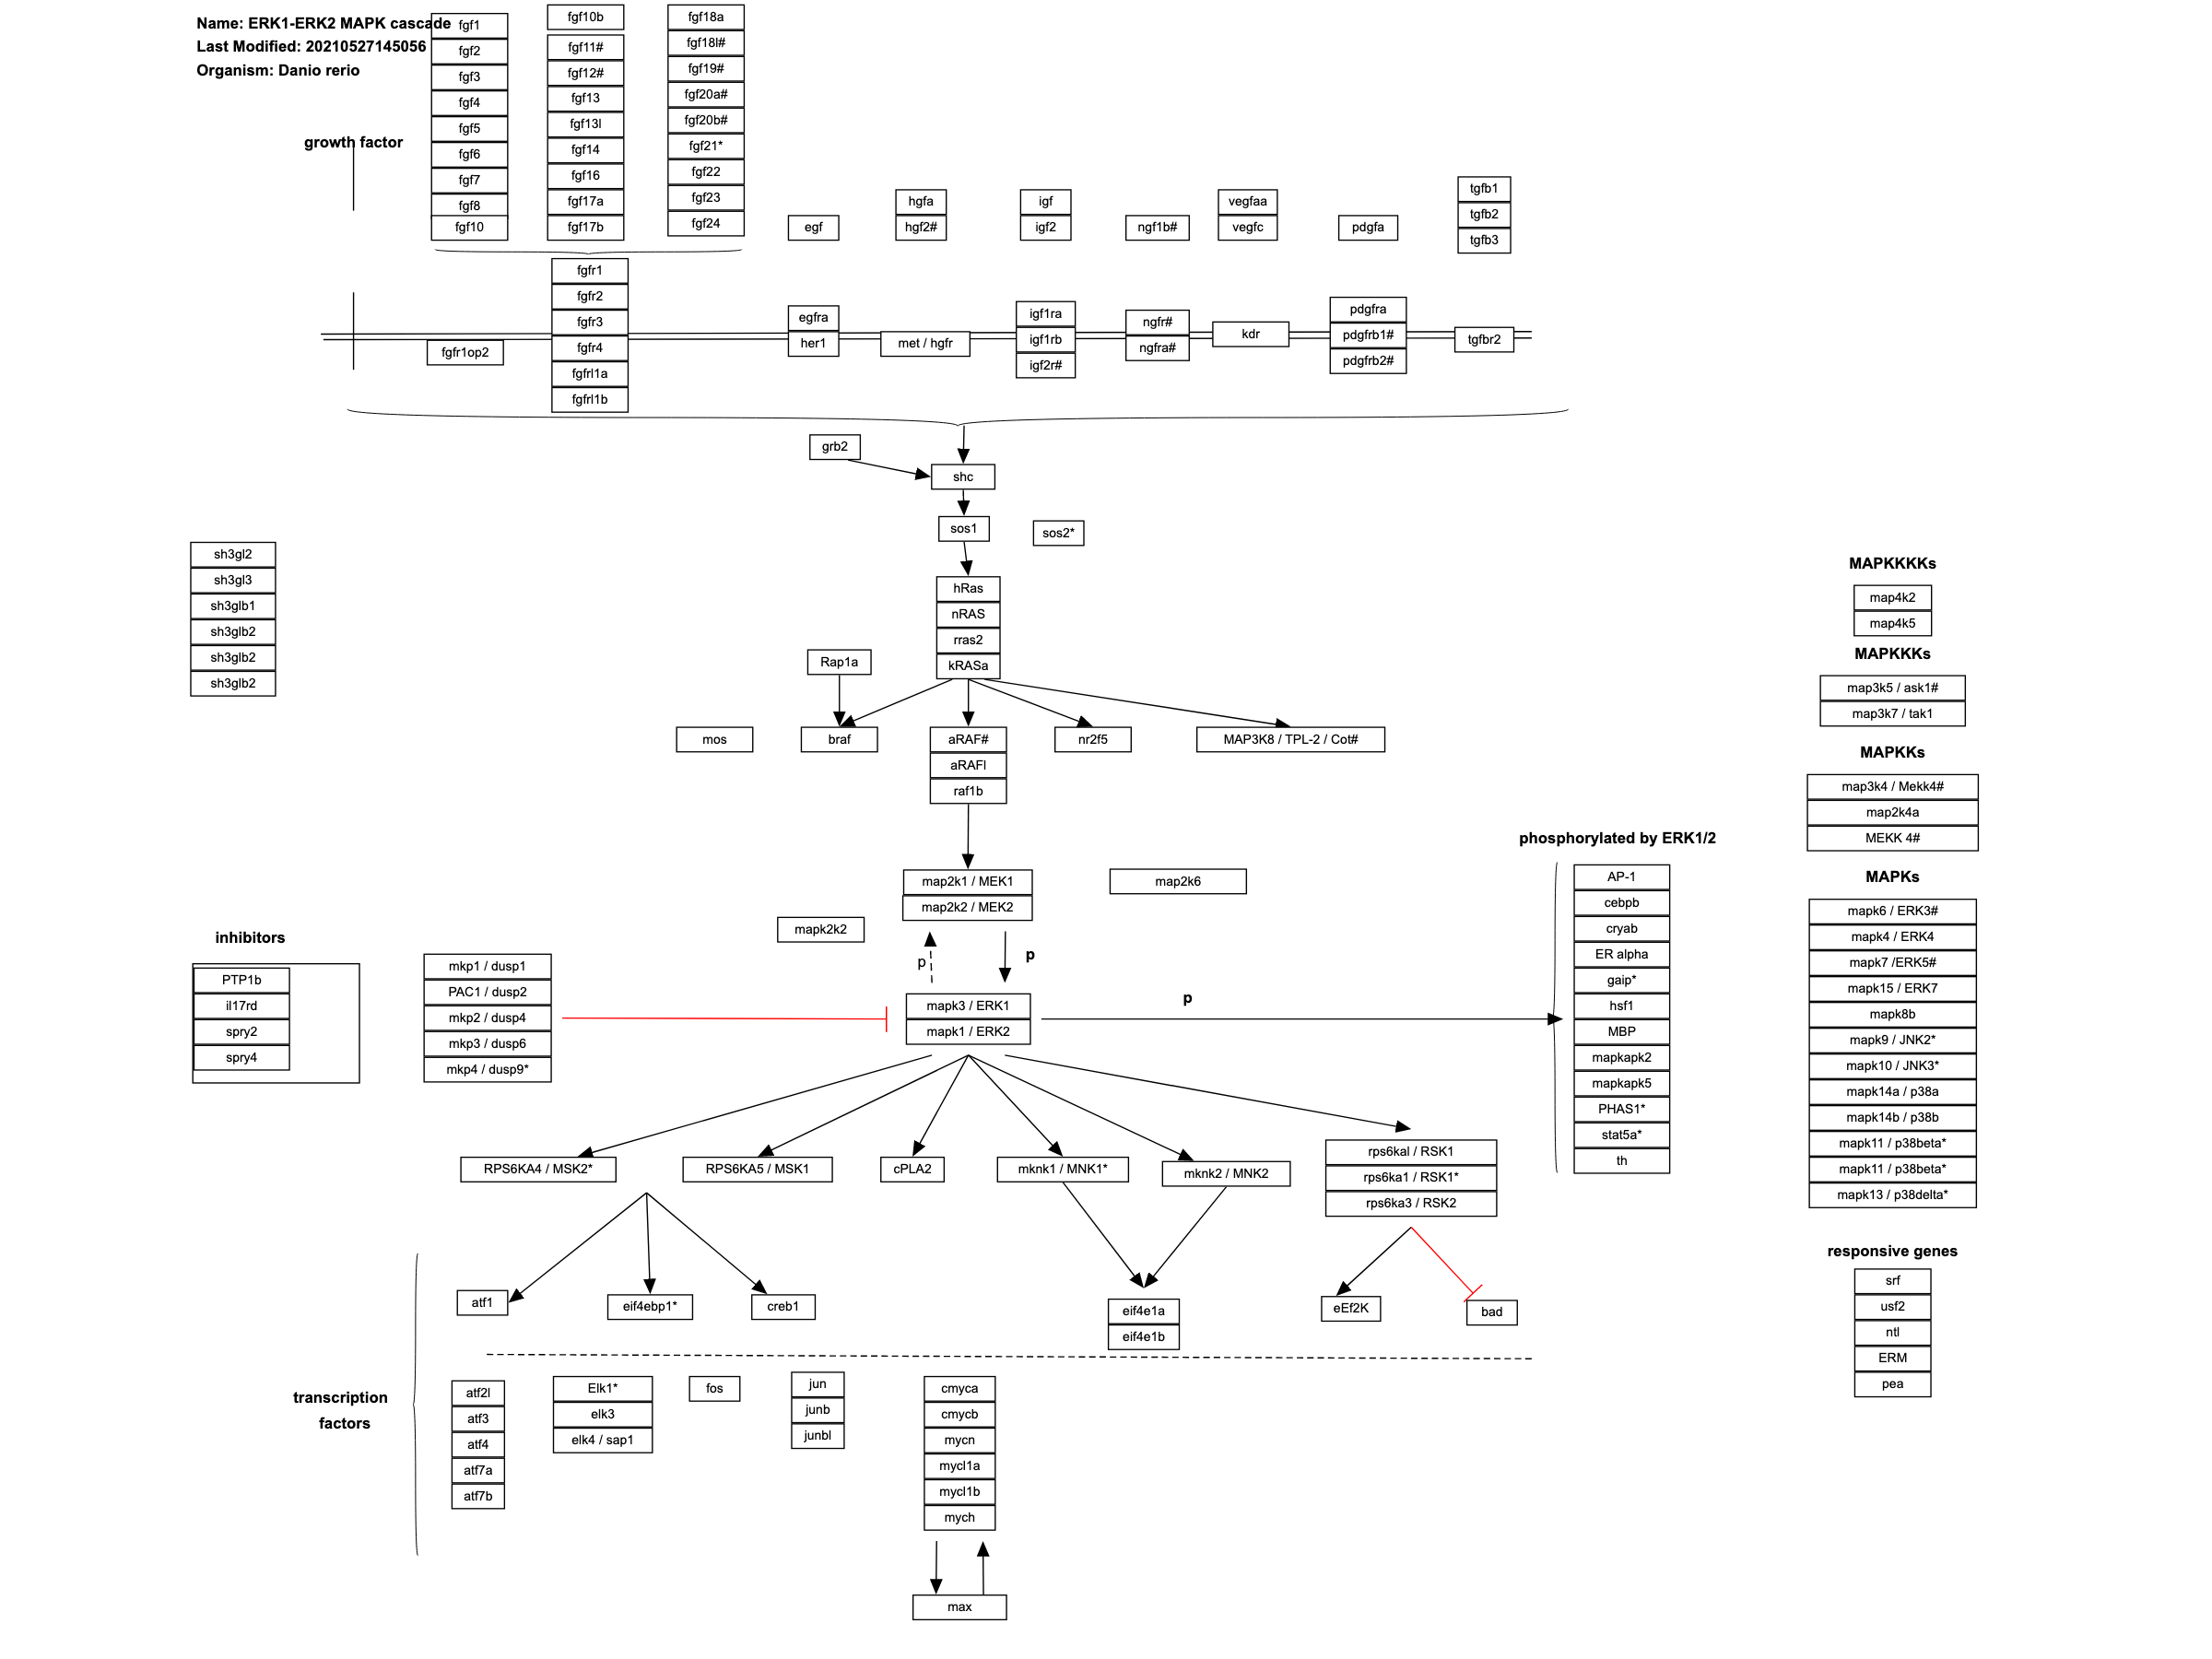 Name: ERK1-ERK2 MAPK cascade
Last Modified: 20210527145056
Organism: Danio rerio
growth factor
fgf1
fgf2
fgf3
fgf4
fgf5
fgf6
fgf7
fgf8
fgf10
fgf10b
fgf11#
fgf12#
fgf13
fgf13l
fgf14
fgf16
fgf17a
fgf17b
fgf18a
fgf18l#
fgf19#
fgf20a#
fgf20b#
fgf21*
fgf22
fgf23
fgf24
egf
hgfa
hgf2#
igf
igf2
ngf1b#
vegfaa
vegfc
pdgfa
tgfb1
tgfb2
tgfb3
fgfr1op2
fgfr1
fgfr2
fgfr3
fgfr4
fgfrl1a
fgfrl1b
egfra
her1
met / hgfr
igf1ra
igf1rb
igf2r#
ngfr#
ngfra#
kdr
pdgfra
pdgfrb1#
pdgfrb2#
tgfbr2
grb2
shc
sos1
sos2*
sh3gl2
sh3gl3
sh3glb1
sh3glb2
sh3glb2
sh3glb2
hRas
nRAS
rras2
kRASa
Rap1a
mos
braf
aRAF#
aRAFl
raf1b
nr2f5
MAP3K8 / TPL-2 / Cot#
map2k1 / MEK1
map2k2 / MEK2
map2k6
mapk2k2
p
p
inhibitors
PTP1b
il17rd
spry2
spry4
mkp1 / dusp1
PAC1 / dusp2
mkp2 / dusp4
mkp3 / dusp6
mkp4 / dusp9*
mapk3 / ERK1
mapk1 / ERK2
p
phosphorylated by ERK1/2
AP-1
cebpb
cryab
ER alpha
gaip*
hsf1
MBP
mapkapk2
mapkapk5
PHAS1*
stat5a*
th
RPS6KA4 / MSK2*
RPS6KA5 / MSK1
cPLA2
mknk1 / MNK1*
mknk2 / MNK2
rps6kal / RSK1
rps6ka1 / RSK1*
rps6ka3 / RSK2
atf1
eif4ebp1*
creb1
eif4e1a
eif4e1b
eEf2K
bad
transcription
factors
atf2l
atf3
atf4
atf7a
atf7b
Elk1*
elk3
elk4 / sap1
fos
jun
junb
junbl
cmyca
cmycb
mycn
mycl1a
mycl1b
mych
max
MAPKKKKs
map4k2
map4k5
MAPKKKs
map3k5 / ask1#
map3k7 / tak1
MAPKKs
map3k4 / Mekk4#
map2k4a
MEKK 4#
MAPKs
mapk6 / ERK3#
mapk4 / ERK4
mapk7 /ERK5#
mapk15 / ERK7
mapk8b
mapk9 / JNK2*
mapk10 / JNK3*
mapk14a / p38a
mapk14b / p38b
mapk11 / p38beta*
mapk11 / p38beta*
mapk13 / p38delta*
responsive genes
srf
usf2
ntl
ERM
pea